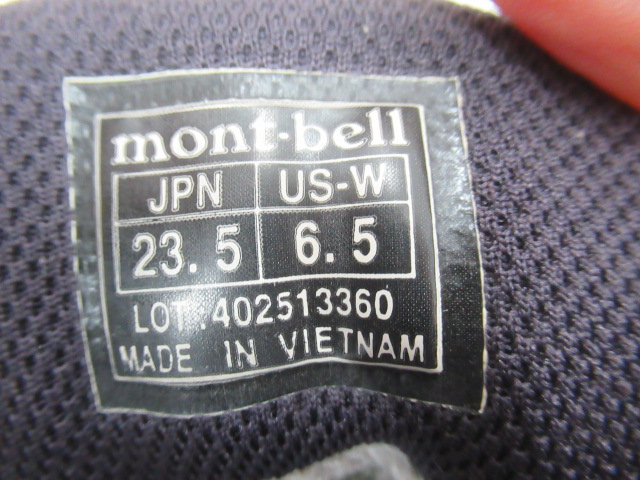 mont-bell
JPN US-W
23.5 6.5
LOT.402513360
MADE IN VIETNAM